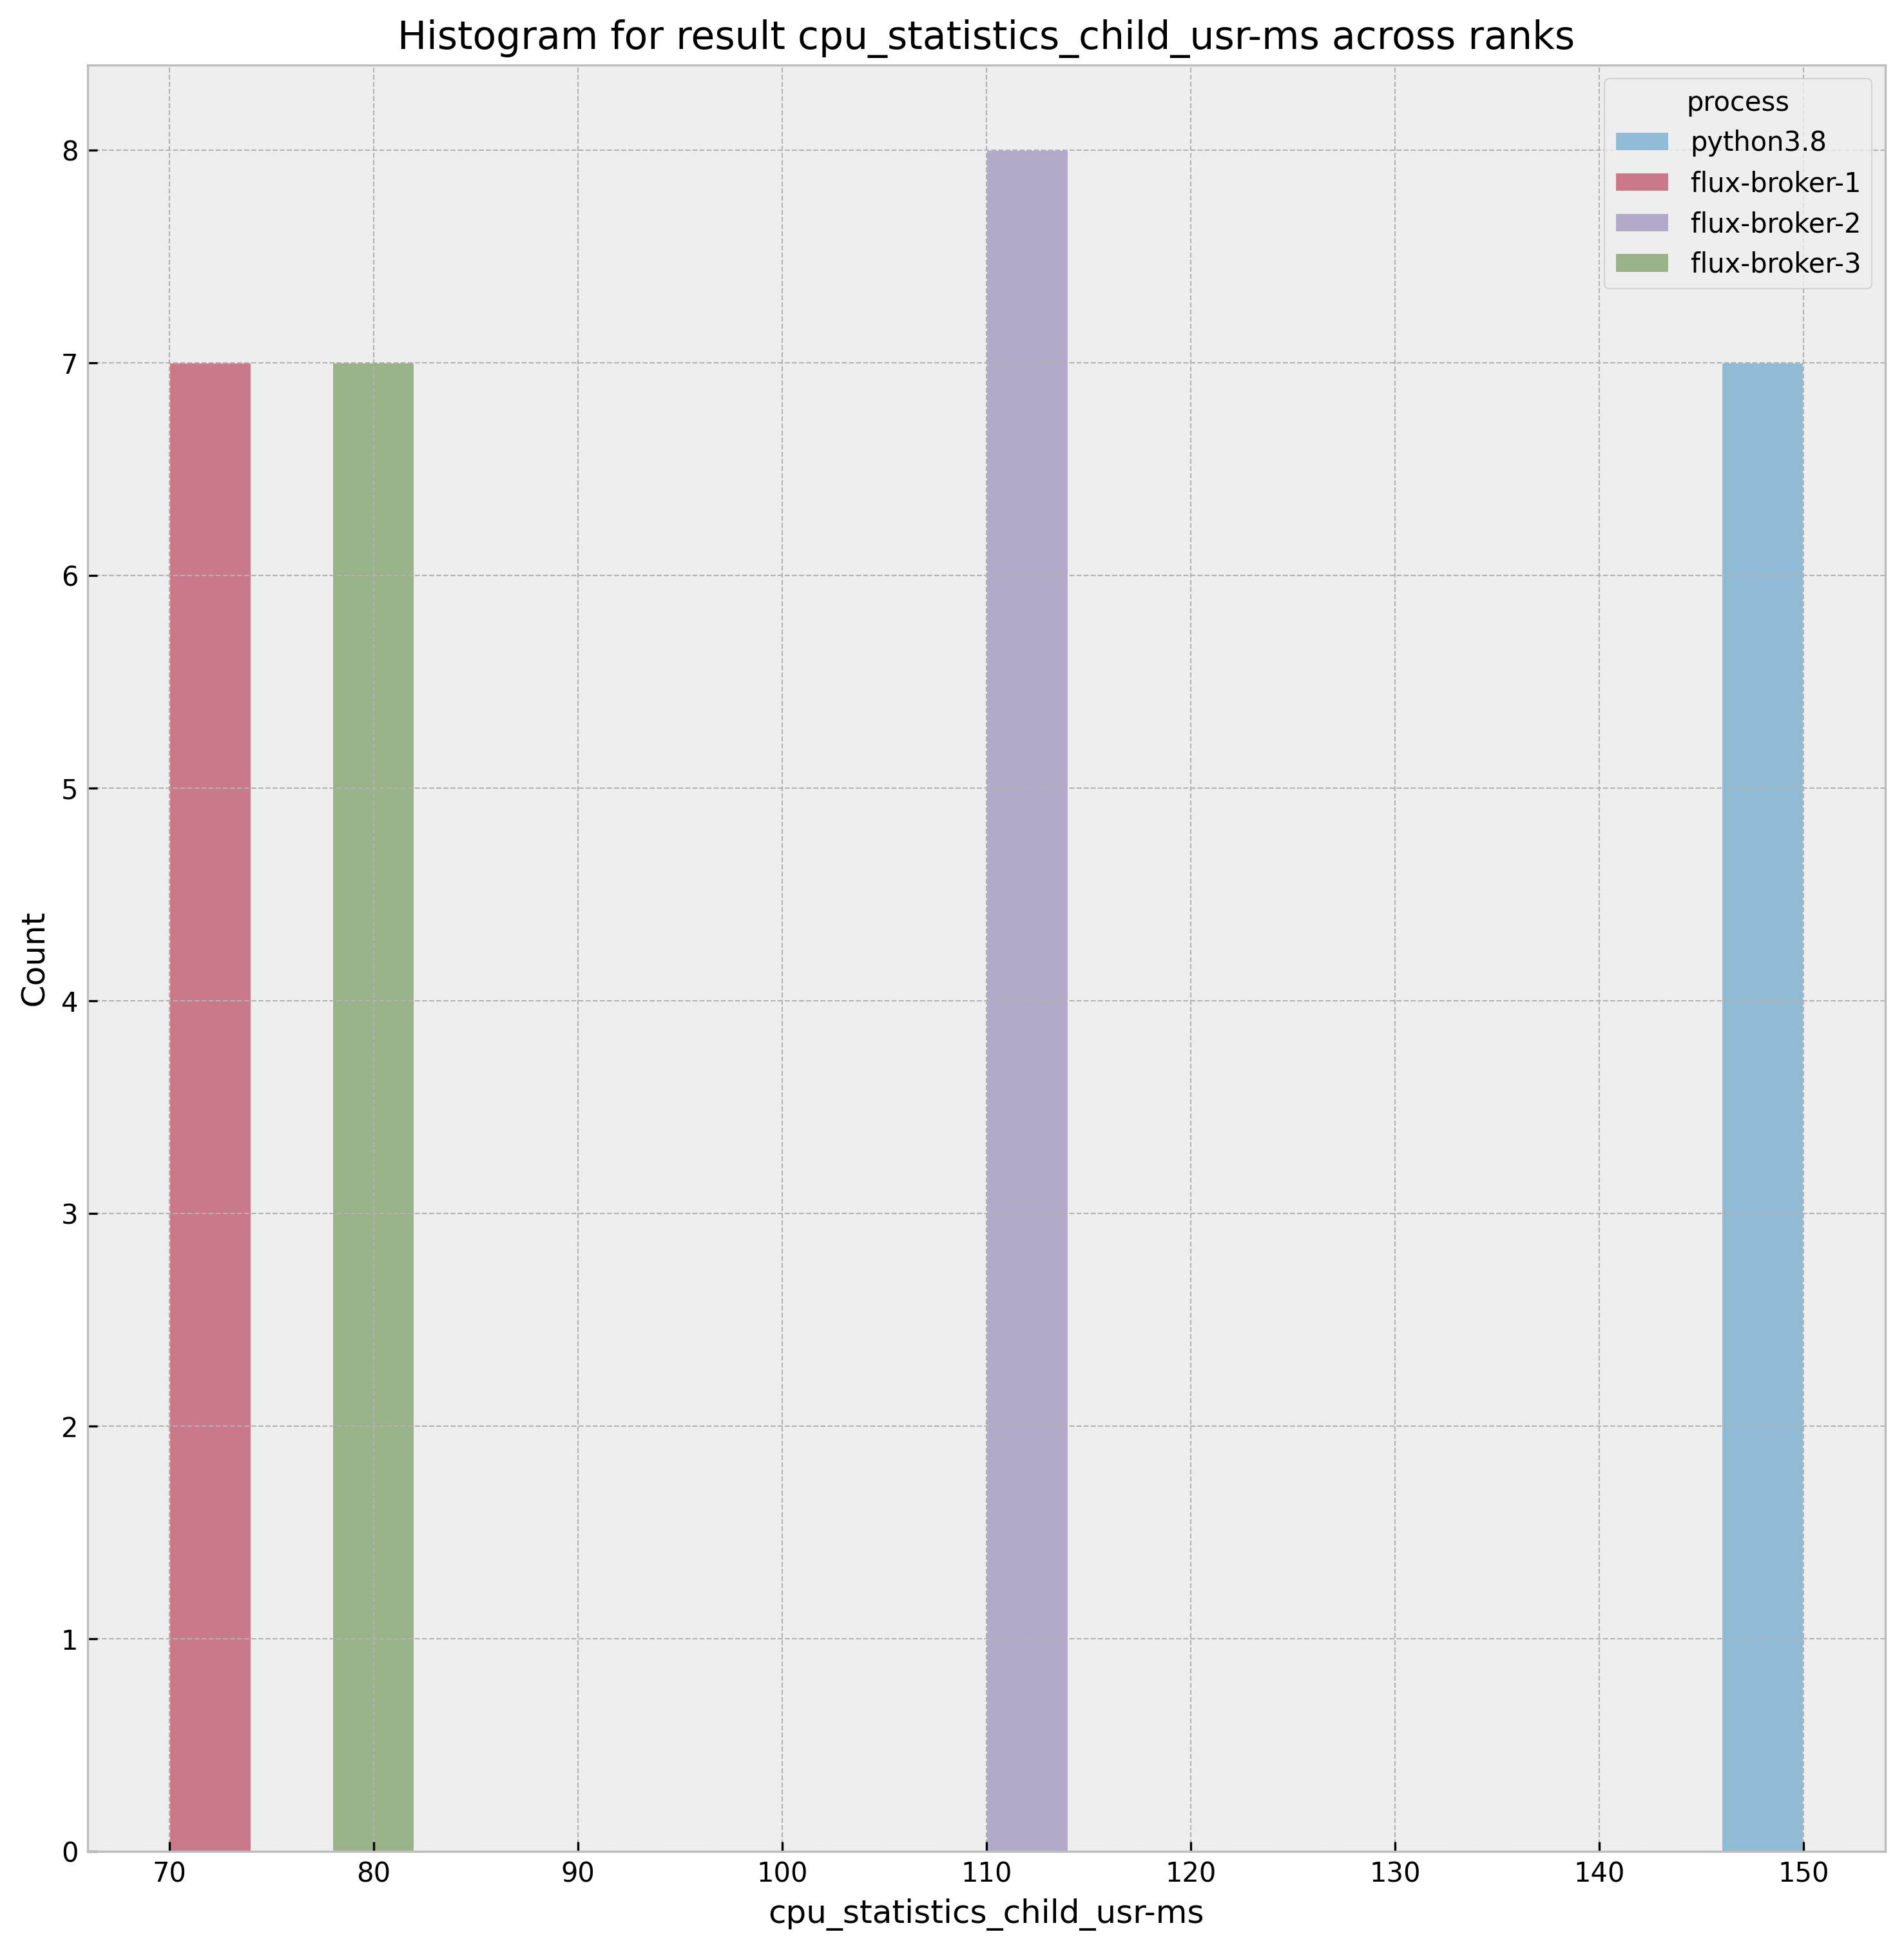 Histogram for result cpu_statistics_child_usr-ms across ranks
process
python3.8
flux-broker-1
flux-broker-2
flux-broker-3
Count
8
7
6
5
4
3
2
1
0
70 80 90 100 110 120 130 140 150
cpu_statistics_child_usr-ms